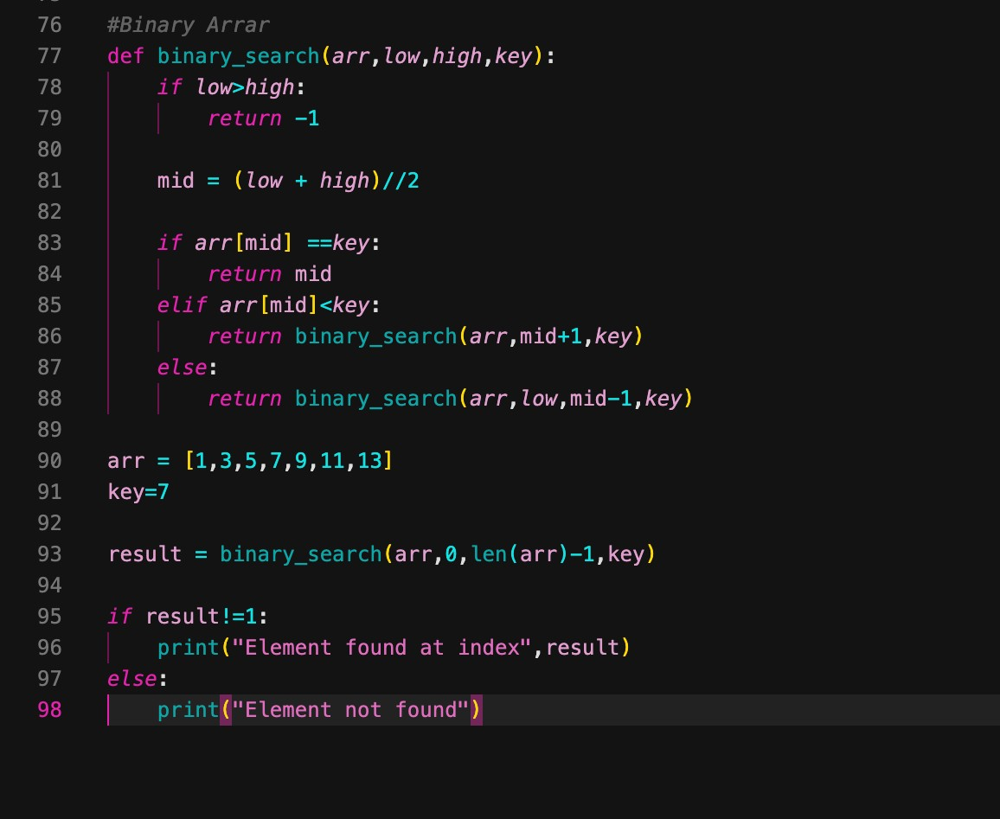 76 #Binary Arrar
77 def binary_search(arr,low,high,key):
78     if low>high:
79         return -1
80
81     mid = (low + high)//2
82
83     if arr[mid] ==key:
84         return mid
85     elif arr[mid]<key:
86         return binary_search(arr,mid+1,key)
87     else:
88         return binary_search(arr,low,mid-1,key)
89
90 arr = [1,3,5,7,9,11,13]
91 key=7
92
93 result = binary_search(arr,0,len(arr)-1,key)
94
95 if result!=1:
96     print("Element found at index",result)
97 else:
98     print("Element not found")